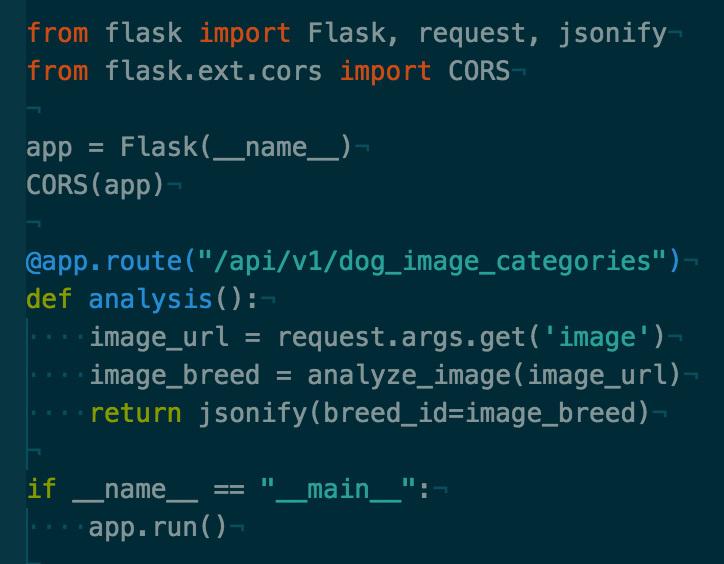 from flask import Flask, request, jsonify¬
from flask.ext.cors import CORS¬
¬
app = Flask(__name__)¬
CORS(app)¬
¬
@app.route("/api/v1/dog_image_categories")¬
def analysis():¬
····image_url = request.args.get('image')¬
····image_breed = analyze_image(image_url)¬
····return jsonify(breed_id=image_breed)¬
¬
if __name__ == "__main__":¬
····app.run()¬